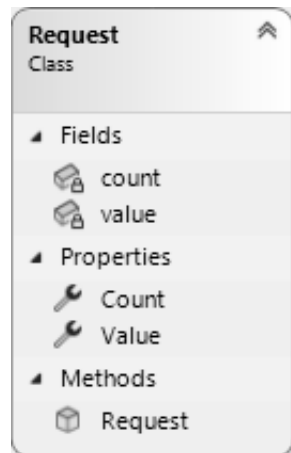 Request
Class
Fields
count
value
Properties
Count
Value
Methods
Request